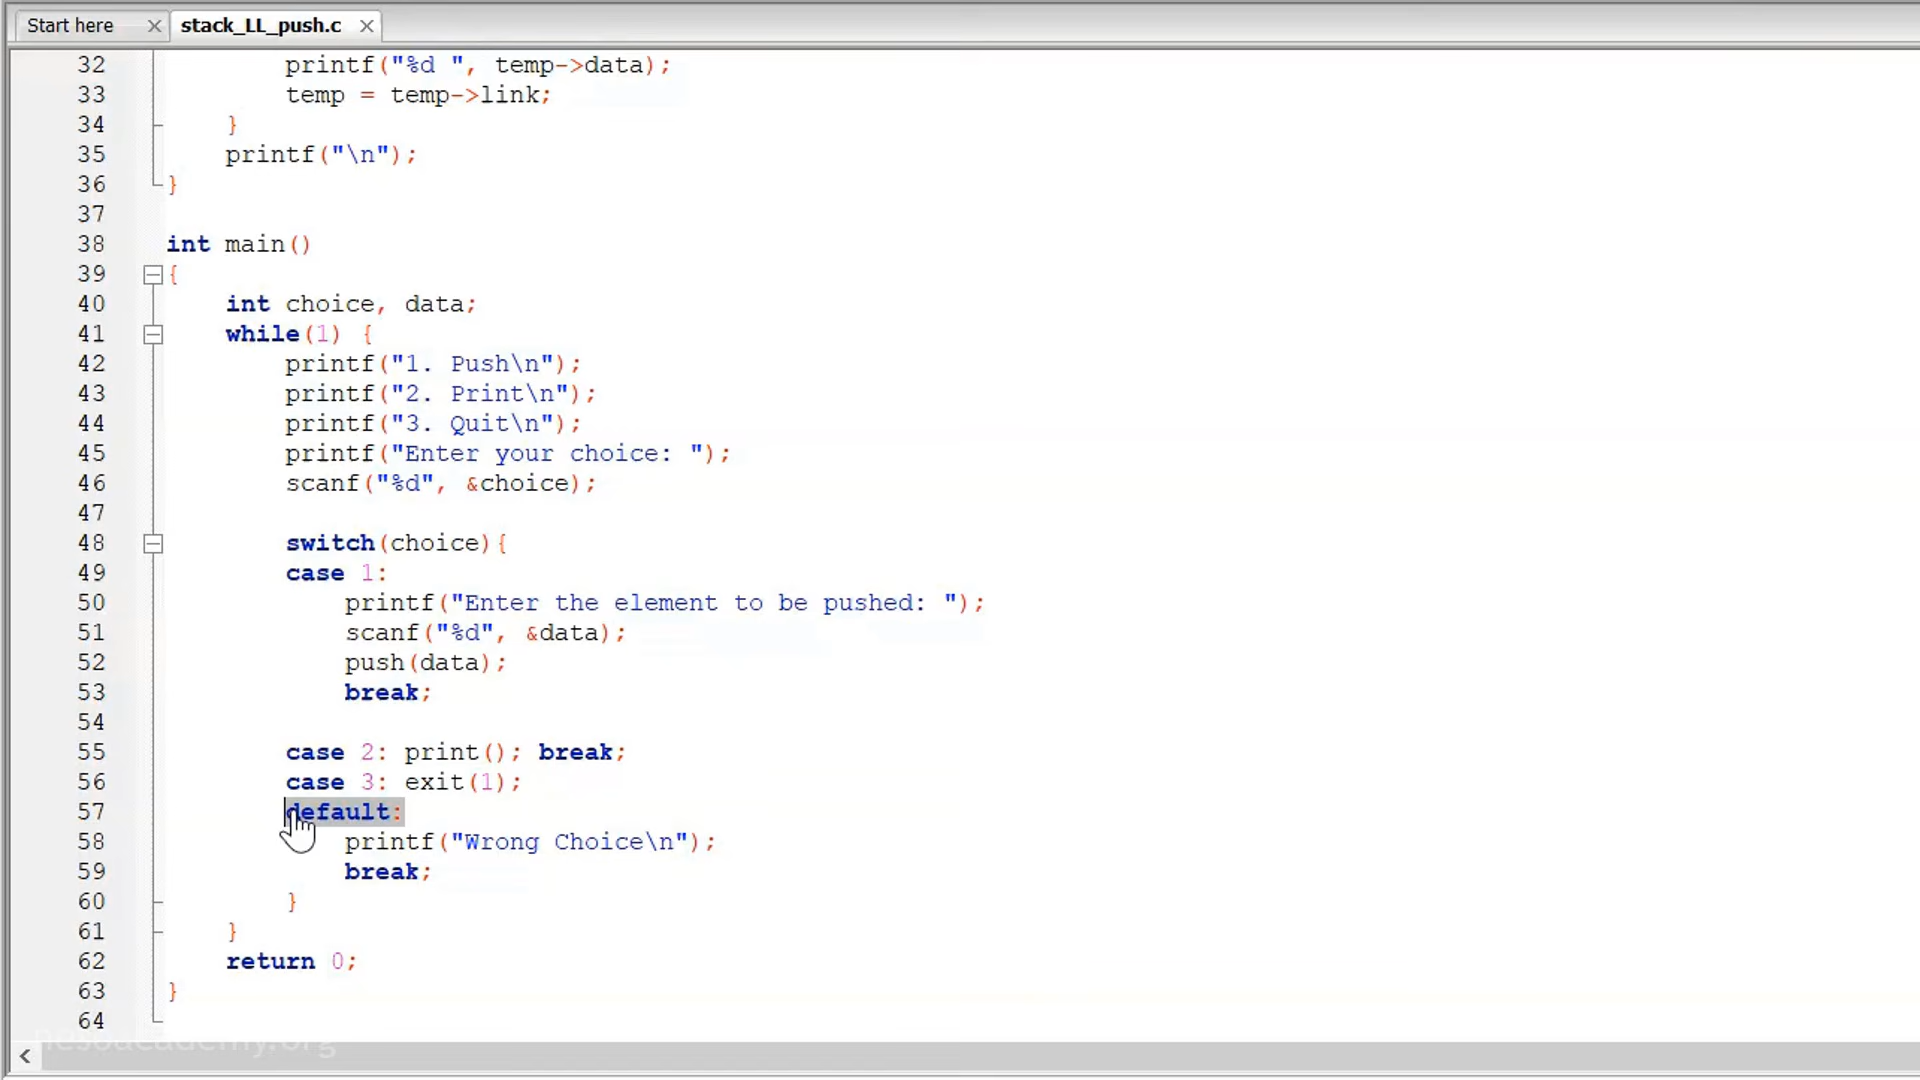 Start here
stack_LL_push.c
32 printf("%d ", temp->data);
33 temp = temp->link;
34 }
35 printf("\n");
36 }
37
38 int main()
39 {
40 int choice, data;
41 while(1) {
42 printf("1. Push\n");
43 printf("2. Print\n");
44 printf("3. Quit\n");
45 printf("Enter your choice: ");
46 scanf("%d", &choice);
47
48 switch(choice){
49 case 1:
50 printf("Enter the element to be pushed: ");
51 scanf("%d", &data);
52 push(data);
53 break;
54
55 case 2: print(); break;
56 case 3: exit(1);
57 default:
58 printf("Wrong Choice\n");
59 break;
60 }
61 }
62 return 0;
63 }
64
nesoacademy.org